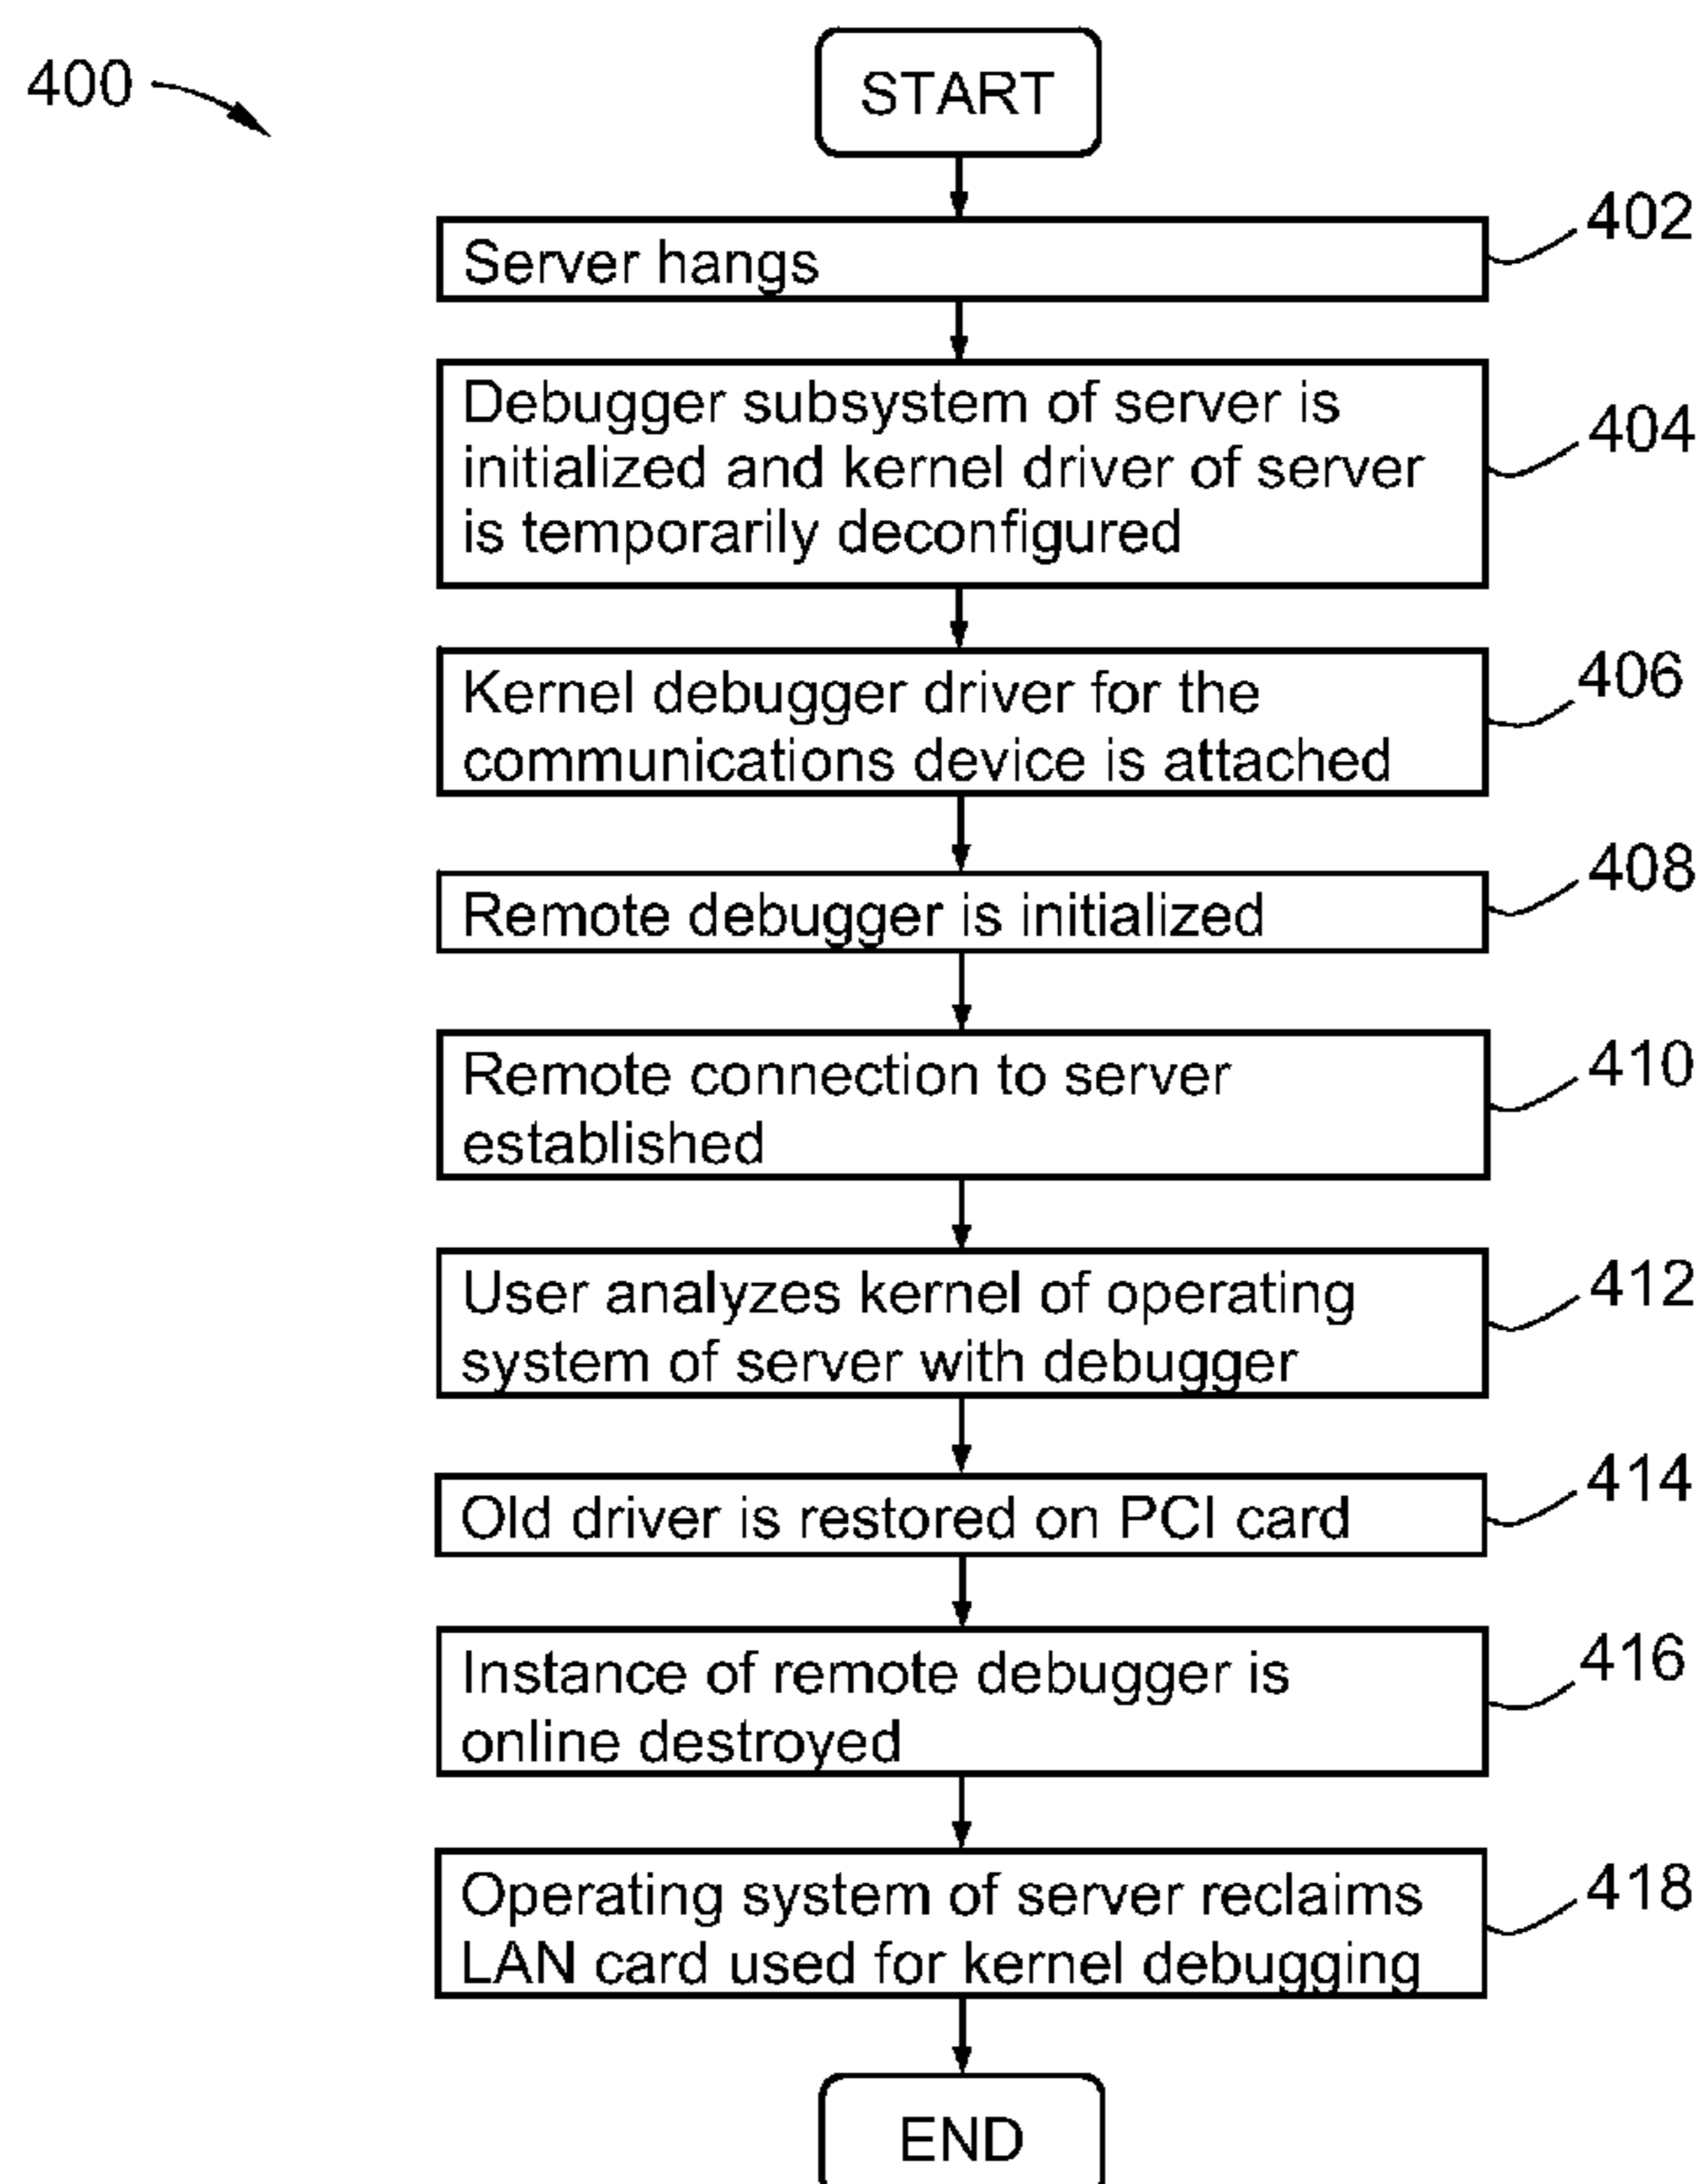 400
START
Server hangs
402
Debugger subsystem of server is
initialized and kernel driver of server
is temporarily deconfigured
404
Kernel debugger driver for the
communications device is attached
406
Remote debugger is initialized
408
Remote connection to server
established
410
User analyzes kernel of operating
system of server with debugger
412
Old driver is restored on PCI card
414
Instance of remote debugger is
online destroyed
416
Operating system of server reclaims
LAN card used for kernel debugging
418
END